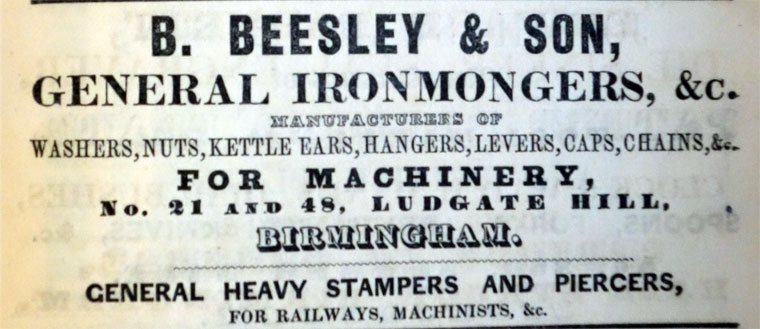 B. BEESLEY & SON,
GENERAL IRONMONGERS, &c.
MANUFACTURERS OF
WASHERS, NUTS, KETTLE EARS, HANGERS, LEVERS, CAPS, CHAINS, &c.
FOR MACHINERY,
No. 21 AND 48, LUDGATE HILL,
BIRMINGHAM.
GENERAL HEAVY STAMPERS AND PIERCERS,
FOR RAILWAYS, MACHINISTS, &c.